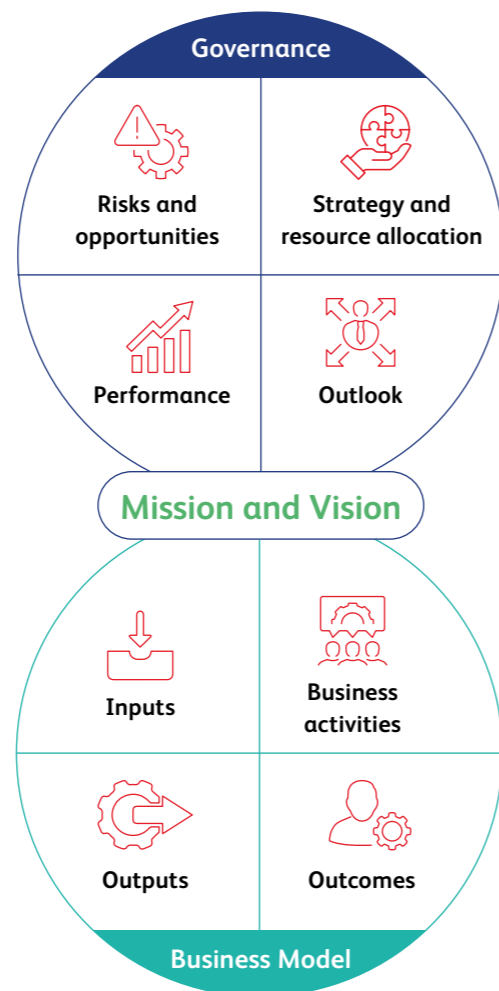 Governance
Risks and
opportunities
Strategy and
resource allocation
Performance
Outlook
Mission and Vision
Inputs
Business
activities
Outputs
Outcomes
Business Model